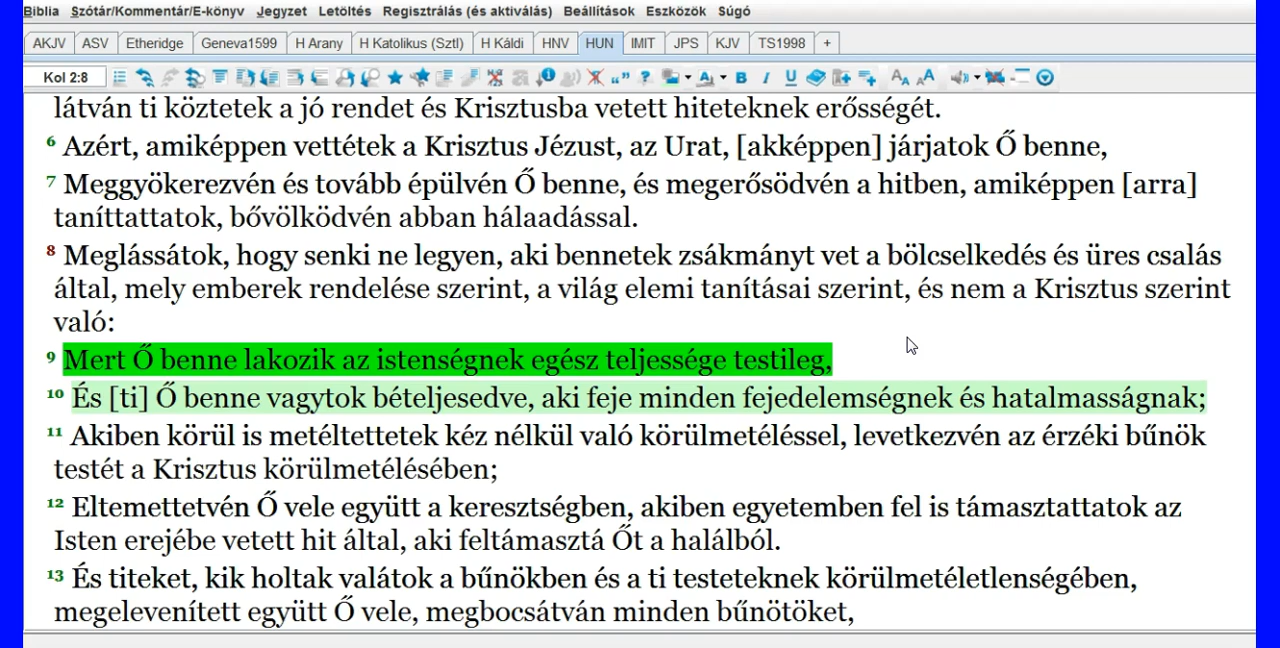 Biblia Szótár/Kommentár/E-könyv Jegyzet Letöltés Regisztrálás (és aktiválás) Beállítások Eszközök Súgó
AKJV ASV Etheridge Geneva1599 H Arany H Katolikus (Sztl) H Káldi HNV HUN IMIT JPS KJV TS1998 +
Kol 2:8
látván ti köztetek a jó rendet és Krisztusba vetett hiteteknek erősségét.
6 Azért, amiképpen vettétek a Krisztus Jézust, az Urat, [akképpen] járjatok Ő benne,
7 Meggyökerezvén és tovább épülvén Ő benne, és megerősödvén a hitben, amiképpen [arra]
taníttattatok, bővölködvén abban hálaadással.
8 Meglássátok, hogy senki ne legyen, aki bennetek zsákmányt vet a bölcselkedés és üres csalás
által, mely emberek rendelése szerint, a világ elemi tanításai szerint, és nem a Krisztus szerint
való:
9 Mert Ő benne lakozik az istenségnek egész teljessége testileg,
10 És [ti] Ő benne vagytok bételjesedve, aki feje minden fejedelemségnek és hatalmasságnak;
11 Akiben körül is metéltettetek kéz nélkül való körülmetéléssel, levetkezvén az érzéki bűnök
testét a Krisztus körülmetélésében;
12 Eltemettetvén Ő vele együtt a keresztségben, akiben egyetemben fel is támasztattatok az
Isten erejébe vetett hit által, aki feltámasztá Őt a halálból.
13 És titeket, kik holtak valátok a bűnökben és a ti testeteknek körülmetéletlenségében,
megelevenített együtt Ő vele, megbocsátván minden bűnötöket,